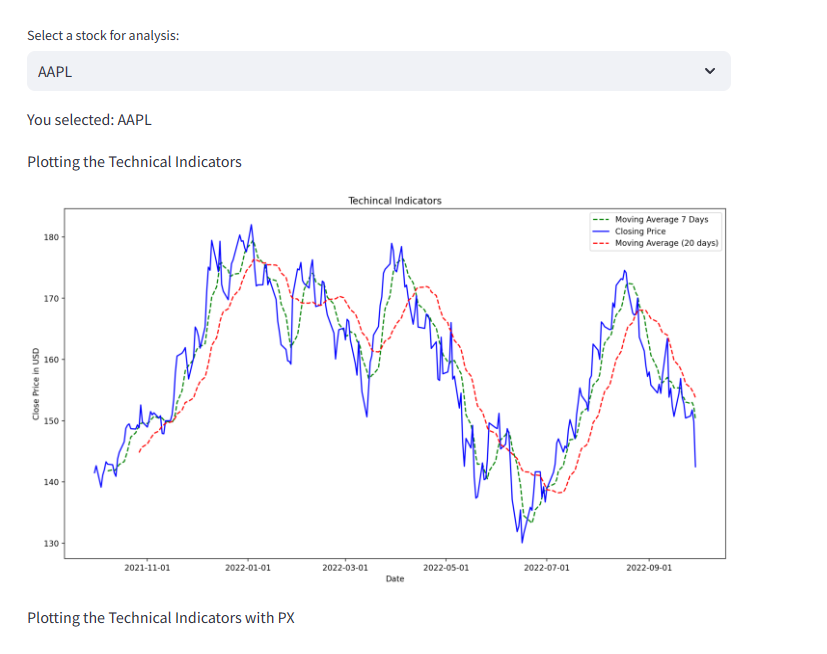 Select a stock for analysis:
AAPL
You selected: AAPL
Plotting the Technical Indicators
Techincal Indicators
Moving Average 7 Days
Closing Price
Moving Average (20 days)
Close Price in USD
180
170
160
150
140
130
2021-11-01 2022-01-01 2022-03-01 2022-05-01 2022-07-01 2022-09-01
Date
Plotting the Technical Indicators with PX